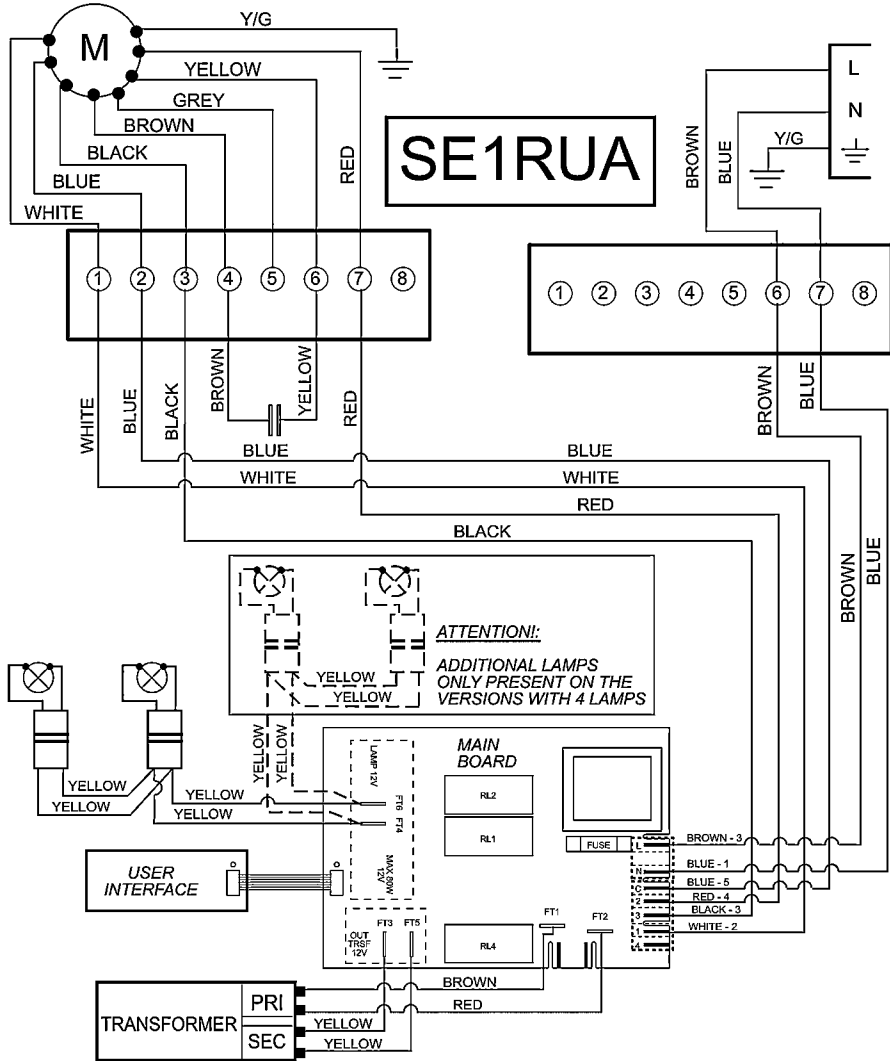 Y/G
M
YELLOW
GREY
BROWN
BLACK
BLUE
WHITE
RED
SE1RUA
L
N
Y/G
BROWN
BLUE
1 2 3 4 5 6 7 8
1 2 3 4 5 6 7 8
WHITE
BLUE
BLACK
BROWN
YELLOW
RED
BROWN
BLUE
BLUE BLUE
WHITE WHITE
RED
BLACK
BROWN
BLUE
ATTENTION!:
ADDITIONAL LAMPS
ONLY PRESENT ON THE
VERSIONS WITH 4 LAMPS
YELLOW
YELLOW
YELLOW
YELLOW
YELLOW
YELLOW
YELLOW
YELLOW
LAMP 12V
FT6
FT4
MAX 80W
12V
MAIN
BOARD
RL2
RL1
FUSE
L
N
C
2
3
1
4
BROWN - 3
BLUE - 1
BLUE - 5
RED - 4
BLACK - 3
WHITE - 2
USER
INTERFACE
OUT
TRSF
12V
FT3
FT5
RL4
FT1
FT2
BROWN
RED
TRANSFORMER
PRI
SEC
YELLOW
YELLOW